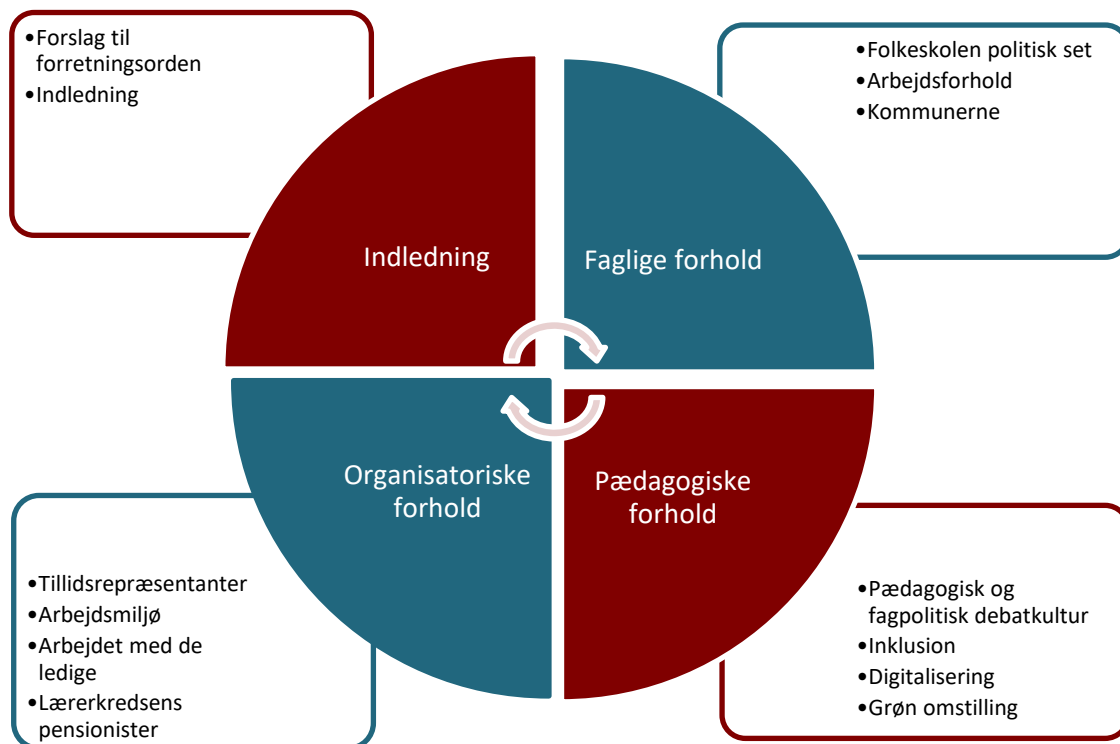 •Forslag til
forretningsorden
•Indledning
•Folkeskolen politisk set
•Arbejdsforhold
•Kommunerne
Indledning
Faglige forhold
Organisatoriske
forhold
Pædagogiske
forhold
•Tillidsrepræsentanter
•Arbejdsmiljø
•Arbejdet med de
ledige
•Lærerkredsens
pensionister
•Pædagogisk og
fagpolitisk debatkultur
•Inklusion
•Digitalisering
•Grøn omstilling